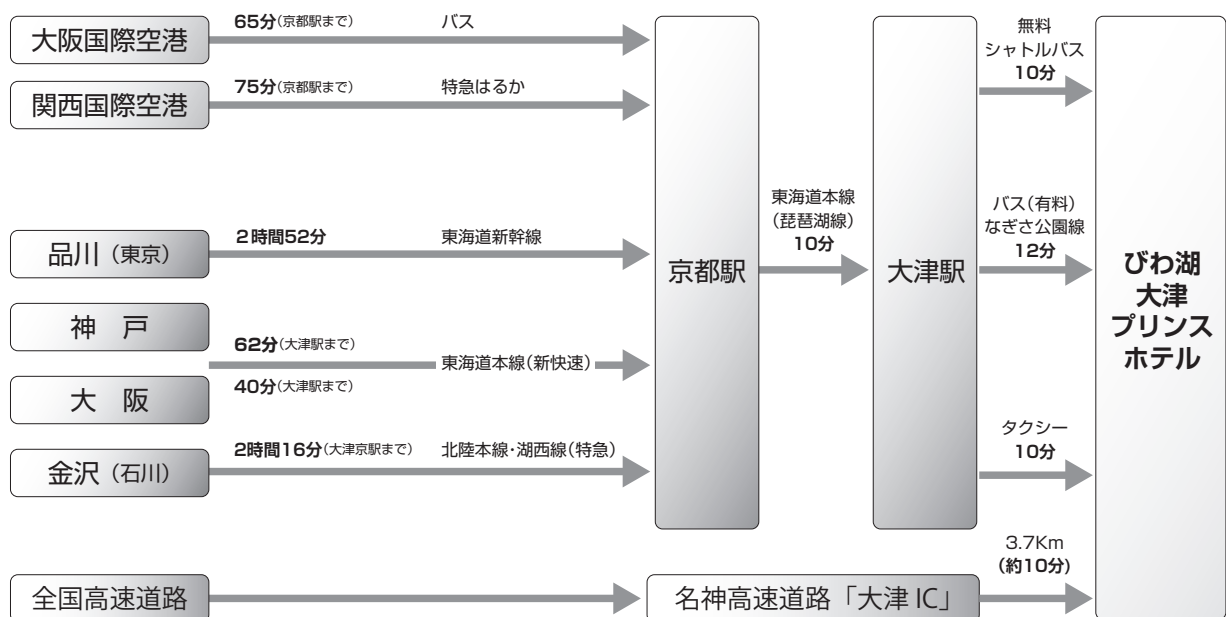 大阪国際空港
65分(京都駅まで) バス
関西国際空港
75分(京都駅まで) 特急はるか
品川（東京）
2時間52分 東海道新幹線
神　戸
62分(大津駅まで)
東海道本線(新快速)
大　阪
40分(大津駅まで)
金沢（石川）
2時間16分(大津京駅まで) 北陸本線・湖西線(特急)
京都駅
東海道本線
(琵琶湖線)
10分
大津駅
無料
シャトルバス
10分
バス(有料)
なぎさ公園線
12分
タクシー
10分
びわ湖
大津
プリンス
ホテル
全国高速道路
名神高速道路「大津 IC」
3.7Km
(約10分)